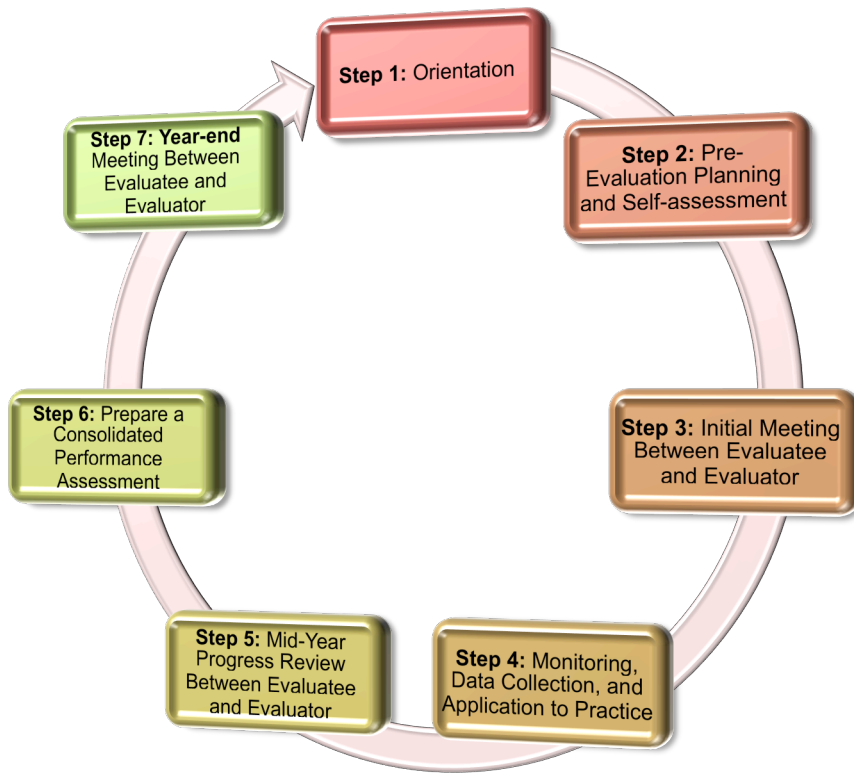 Step 1: Orientation
Step 2: Pre-
Evaluation Planning
and Self-assessment
Step 3: Initial Meeting
Between Evaluatee
and Evaluator
Step 4: Monitoring,
Data Collection, and
Application to Practice
Step 5: Mid-Year
Progress Review
Between Evaluatee
and Evaluator
Step 6: Prepare a
Consolidated
Performance
Assessment
Step 7: Year-end
Meeting Between
Evaluatee and
Evaluator